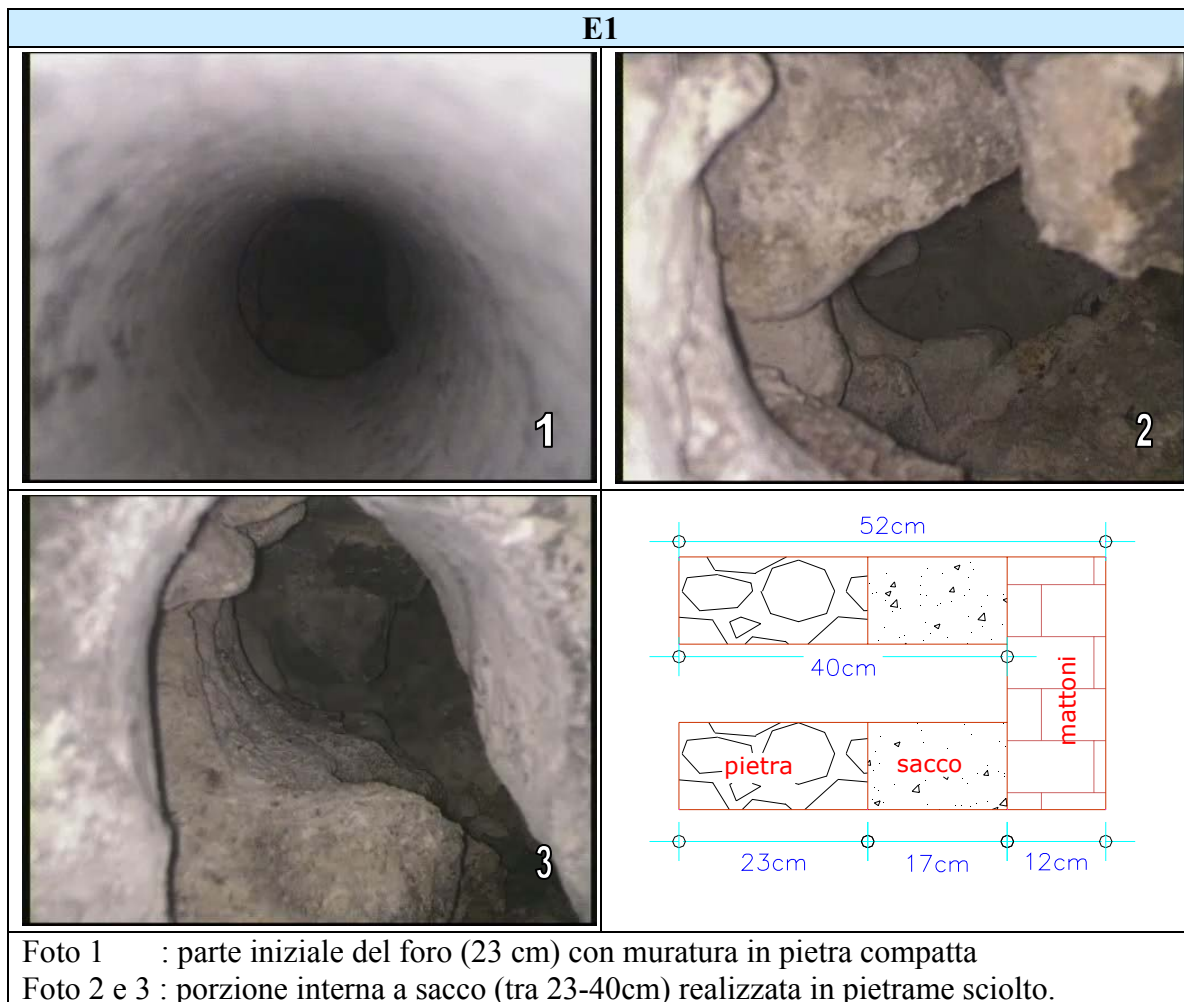 E1
1
2
3
52cm
40cm
mattoni
pietra
sacco
23cm
17cm
12cm
Foto 1 : parte iniziale del foro (23 cm) con muratura in pietra compatta
Foto 2 e 3 : porzione interna a sacco (tra 23-40cm) realizzata in pietrame sciolto.